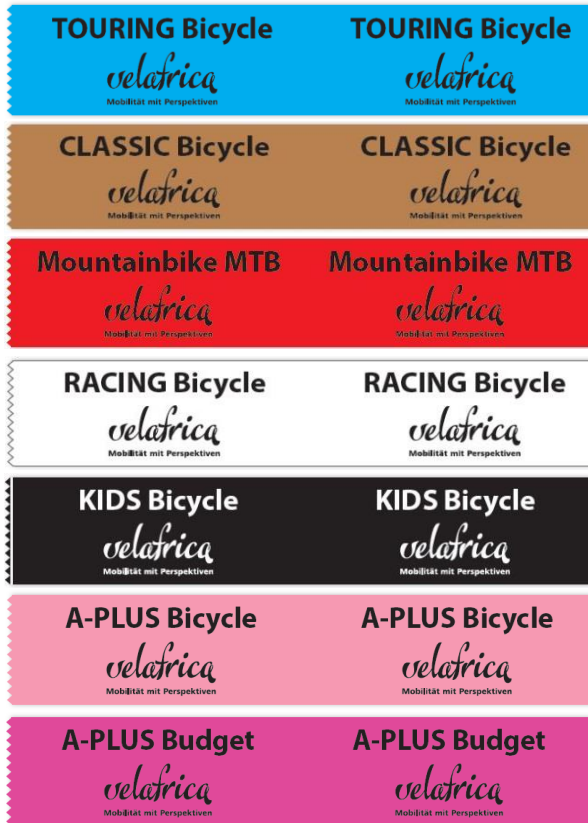 TOURING Bicycle TOURING Bicycle
velafrica velafrica
Mobilität mit Perspektiven Mobilität mit Perspektiven
CLASSIC Bicycle CLASSIC Bicycle
velafrica velafrica
Mobilität mit Perspektiven Mobilität mit Perspektiven
Mountainbike MTB Mountainbike MTB
velafrica velafrica
Mobilität mit Perspektiven Mobilität mit Perspektiven
RACING Bicycle RACING Bicycle
velafrica velafrica
Mobilität mit Perspektiven Mobilität mit Perspektiven
KIDS Bicycle KIDS Bicycle
velafrica velafrica
Mobilität mit Perspektiven Mobilität mit Perspektiven
A-PLUS Bicycle A-PLUS Bicycle
velafrica velafrica
Mobilität mit Perspektiven Mobilität mit Perspektiven
A-PLUS Budget A-PLUS Budget
velafrica velafrica
Mobilität mit Perspektiven Mobilität mit Perspektiven